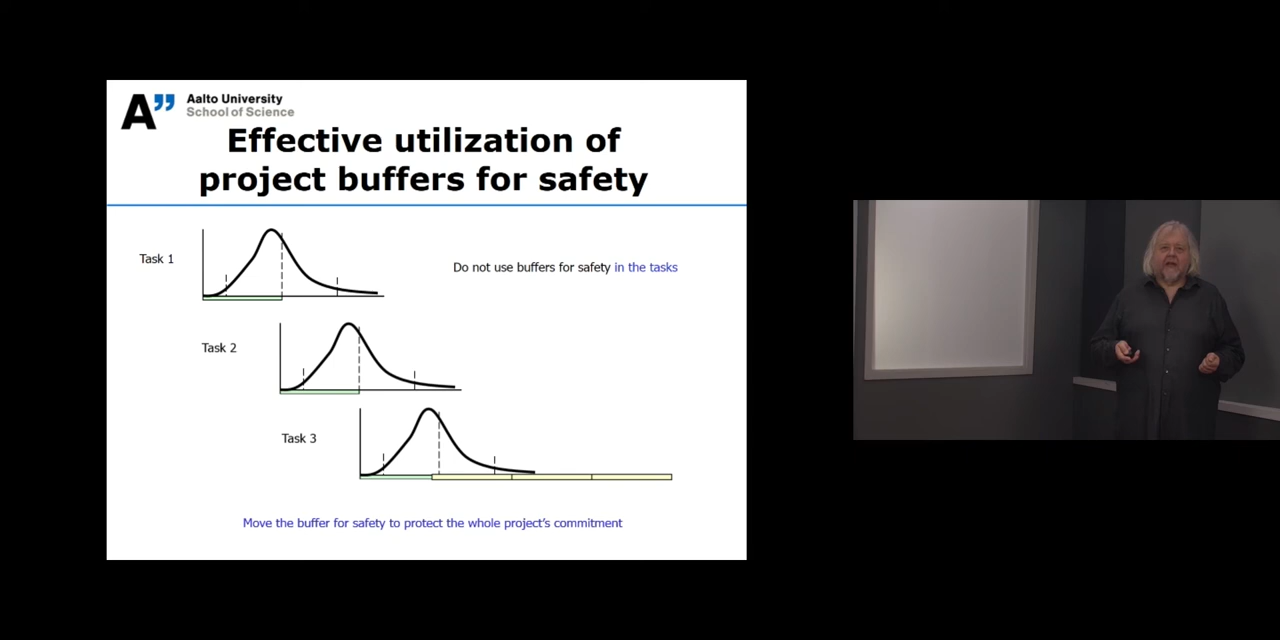 A”
Aalto University
School of Science
Effective utilization of
project buffers for safety
Task 1
Do not use buffers for safety in the tasks
Task 2
Task 3
Move the buffer for safety to protect the whole project's commitment